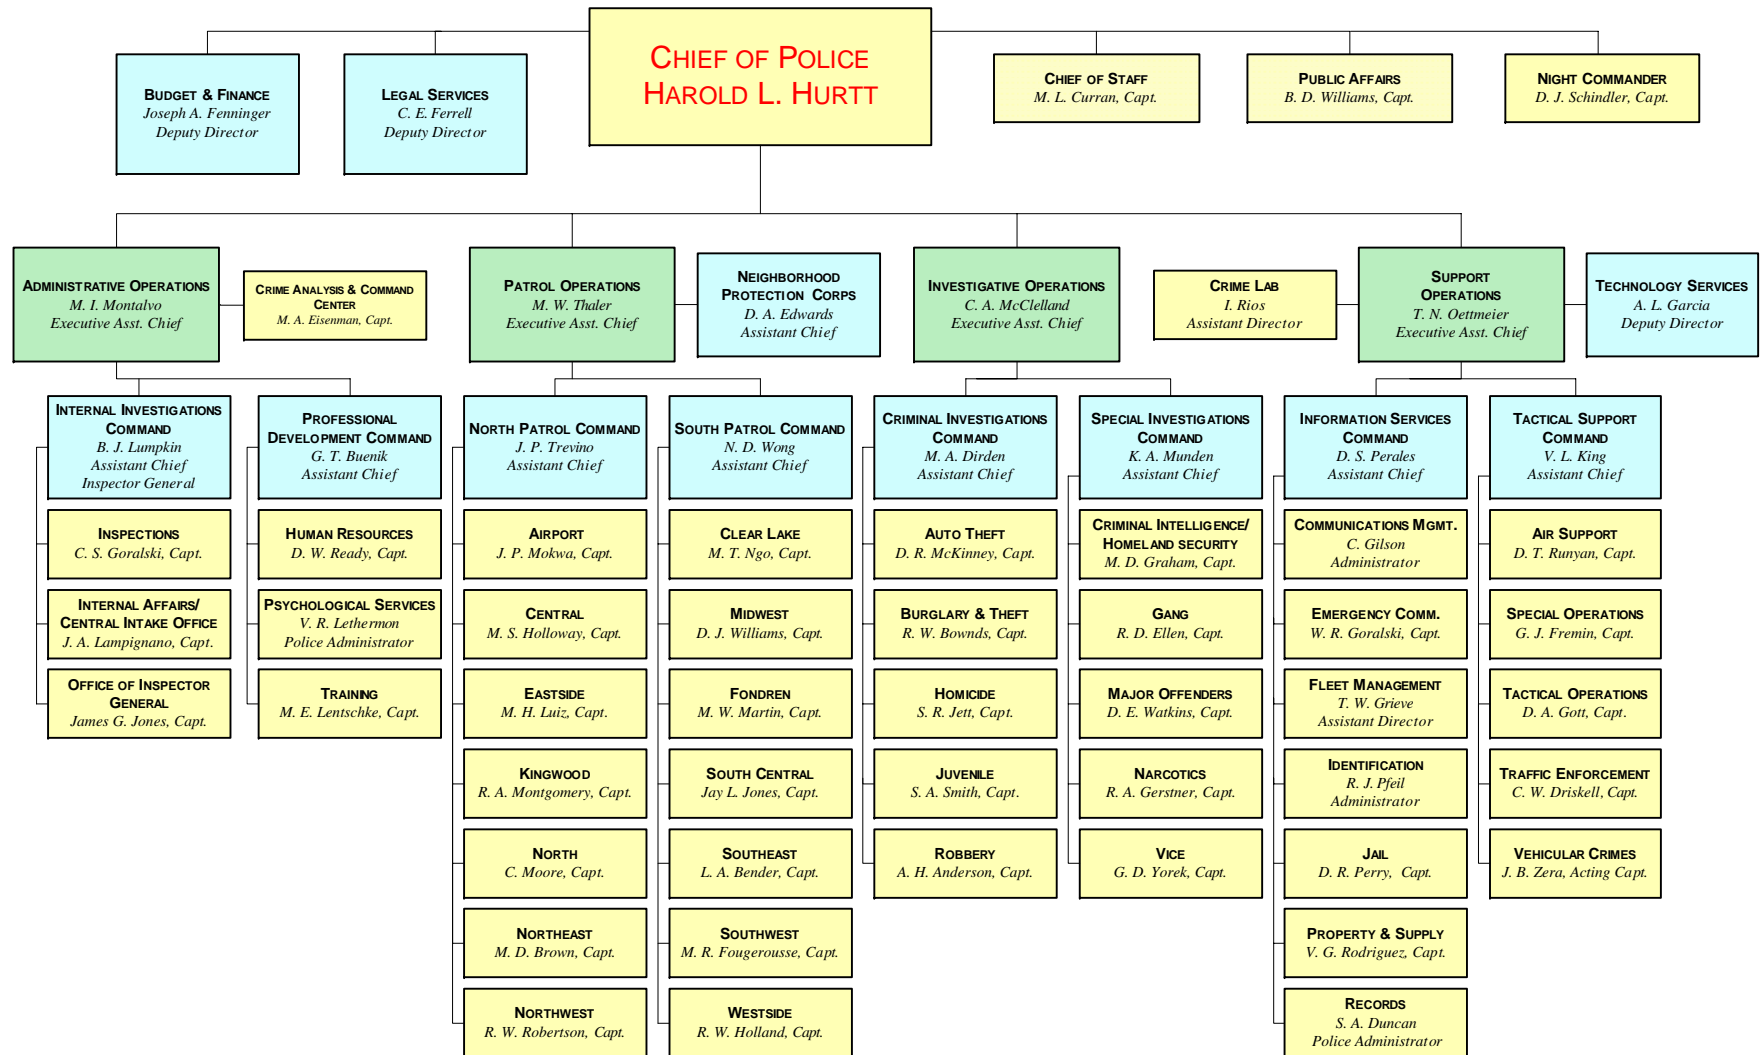 CHIEF OF POLICE
HAROLD L. HURTT
BUDGET & FINANCE
Joseph A. Fenninger
Deputy Director
LEGAL SERVICES
C. E. Ferrell
Deputy Director
CHIEF OF STAFF
M. L. Curran, Capt.
PUBLIC AFFAIRS
B. D. Williams, Capt.
NIGHT COMMANDER
D. J. Schindler, Capt.
ADMINISTRATIVE OPERATIONS
M. I. Montalvo
Executive Asst. Chief
CRIME ANALYSIS & COMMAND
CENTER
M. A. Eisenman, Capt.
PATROL OPERATIONS
M. W. Thaler
Executive Asst. Chief
NEIGHBORHOOD
PROTECTION CORPS
D. A. Edwards
Assistant Chief
INVESTIGATIVE OPERATIONS
C. A. McClelland
Executive Asst. Chief
CRIME LAB
I. Rios
Assistant Director
SUPPORT
OPERATIONS
T. N. Oettmeier
Executive Asst. Chief
TECHNOLOGY SERVICES
A. L. Garcia
Deputy Director
INTERNAL INVESTIGATIONS
COMMAND
B. J. Lumpkin
Assistant Chief
Inspector General
INSPECTIONS
C. S. Goralski, Capt.
INTERNAL AFFAIRS/
CENTRAL INTAKE OFFICE
J. A. Lampignano, Capt.
OFFICE OF INSPECTOR
GENERAL
James G. Jones, Capt.
PROFESSIONAL
DEVELOPMENT COMMAND
G. T. Buenik
Assistant Chief
HUMAN RESOURCES
D. W. Ready, Capt.
PSYCHOLOGICAL SERVICES
V. R. Lethermon
Police Administrator
TRAINING
M. E. Lentschke, Capt.
NORTH PATROL COMMAND
J. P. Trevino
Assistant Chief
AIRPORT
J. P. Mokwa, Capt.
CENTRAL
M. S. Holloway, Capt.
EASTSIDE
M. H. Luiz, Capt.
KINGWOOD
R. A. Montgomery, Capt.
NORTH
C. Moore, Capt.
NORTHEAST
M. D. Brown, Capt.
NORTHWEST
R. W. Robertson, Capt.
SOUTH PATROL COMMAND
N. D. Wong
Assistant Chief
CLEAR LAKE
M. T. Ngo, Capt.
MIDWEST
D. J. Williams, Capt.
FONDREN
M. W. Martin, Capt.
SOUTH CENTRAL
Jay L. Jones, Capt.
SOUTHEAST
L. A. Bender, Capt.
SOUTHWEST
M. R. Fougerousse, Capt.
WESTSIDE
R. W. Holland, Capt.
CRIMINAL INVESTIGATIONS
COMMAND
M. A. Dirden
Assistant Chief
AUTO THEFT
D. R. McKinney, Capt.
BURGLARY & THEFT
R. W. Bownds, Capt.
HOMICIDE
S. R. Jett, Capt.
JUVENILE
S. A. Smith, Capt.
ROBBERY
A. H. Anderson, Capt.
SPECIAL INVESTIGATIONS
COMMAND
K. A. Munden
Assistant Chief
CRIMINAL INTELLIGENCE/
HOMELAND SECURITY
M. D. Graham, Capt.
GANG
R. D. Ellen, Capt.
MAJOR OFFENDERS
D. E. Watkins, Capt.
NARCOTICS
R. A. Gerstner, Capt.
VICE
G. D. Yorek, Capt.
INFORMATION SERVICES
COMMAND
D. S. Perales
Assistant Chief
COMMUNICATIONS MGMT.
C. Gilson
Administrator
EMERGENCY COMM.
W. R. Goralski, Capt.
FLEET MANAGEMENT
T. W. Grieve
Assistant Director
IDENTIFICATION
R. J. Pfeil
Administrator
JAIL
D. R. Perry, Capt.
PROPERTY & SUPPLY
V. G. Rodriguez, Capt.
RECORDS
S. A. Duncan
Police Administrator
TACTICAL SUPPORT
COMMAND
V. L. King
Assistant Chief
AIR SUPPORT
D. T. Runyan, Capt.
SPECIAL OPERATIONS
G. J. Fremin, Capt.
TACTICAL OPERATIONS
D. A. Gott, Capt.
TRAFFIC ENFORCEMENT
C. W. Driskell, Capt.
VEHICULAR CRIMES
J. B. Zera, Acting Capt.